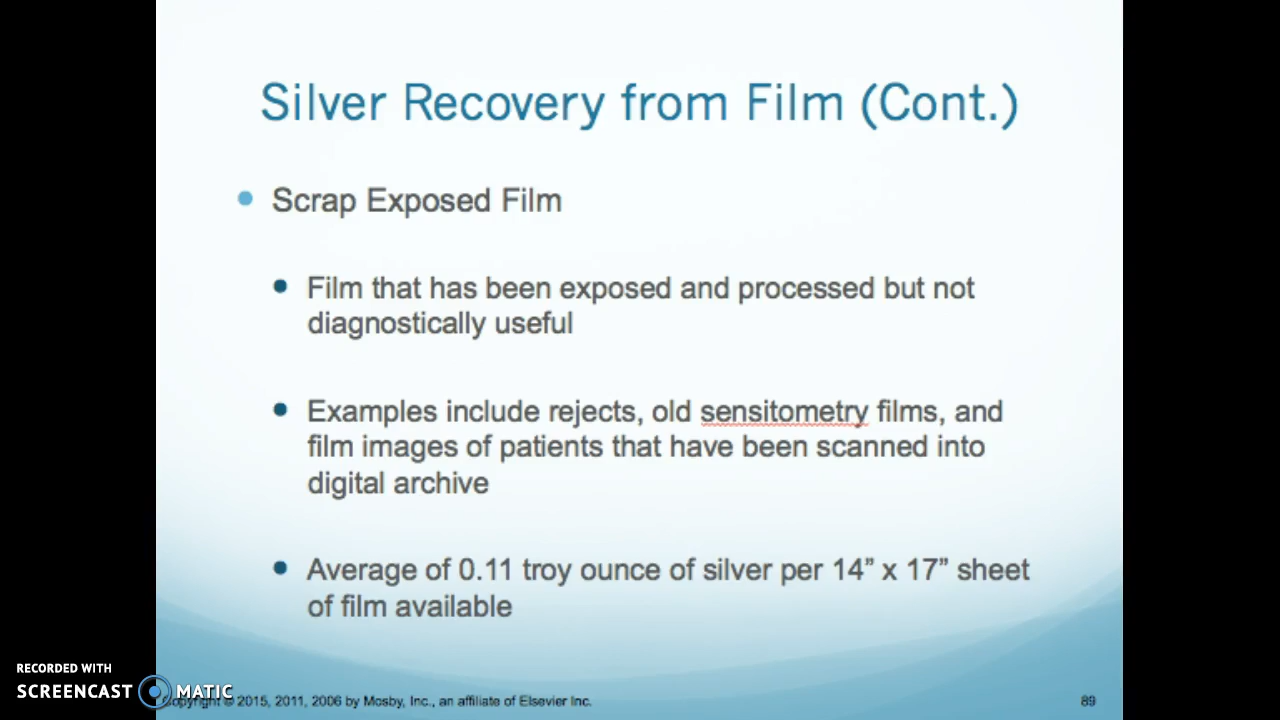 Silver Recovery from Film (Cont.)
Scrap Exposed Film
Film that has been exposed and processed but not
diagnostically useful
Examples include rejects, old sensitometry films, and
film images of patients that have been scanned into
digital archive
Average of 0.11 troy ounce of silver per 14” x 17” sheet
of film available
RECORDED WITH
SCREENCAST MATIC
Copyright © 2015, 2011, 2006 by Mosby, Inc., an affiliate of Elsevier Inc.
89